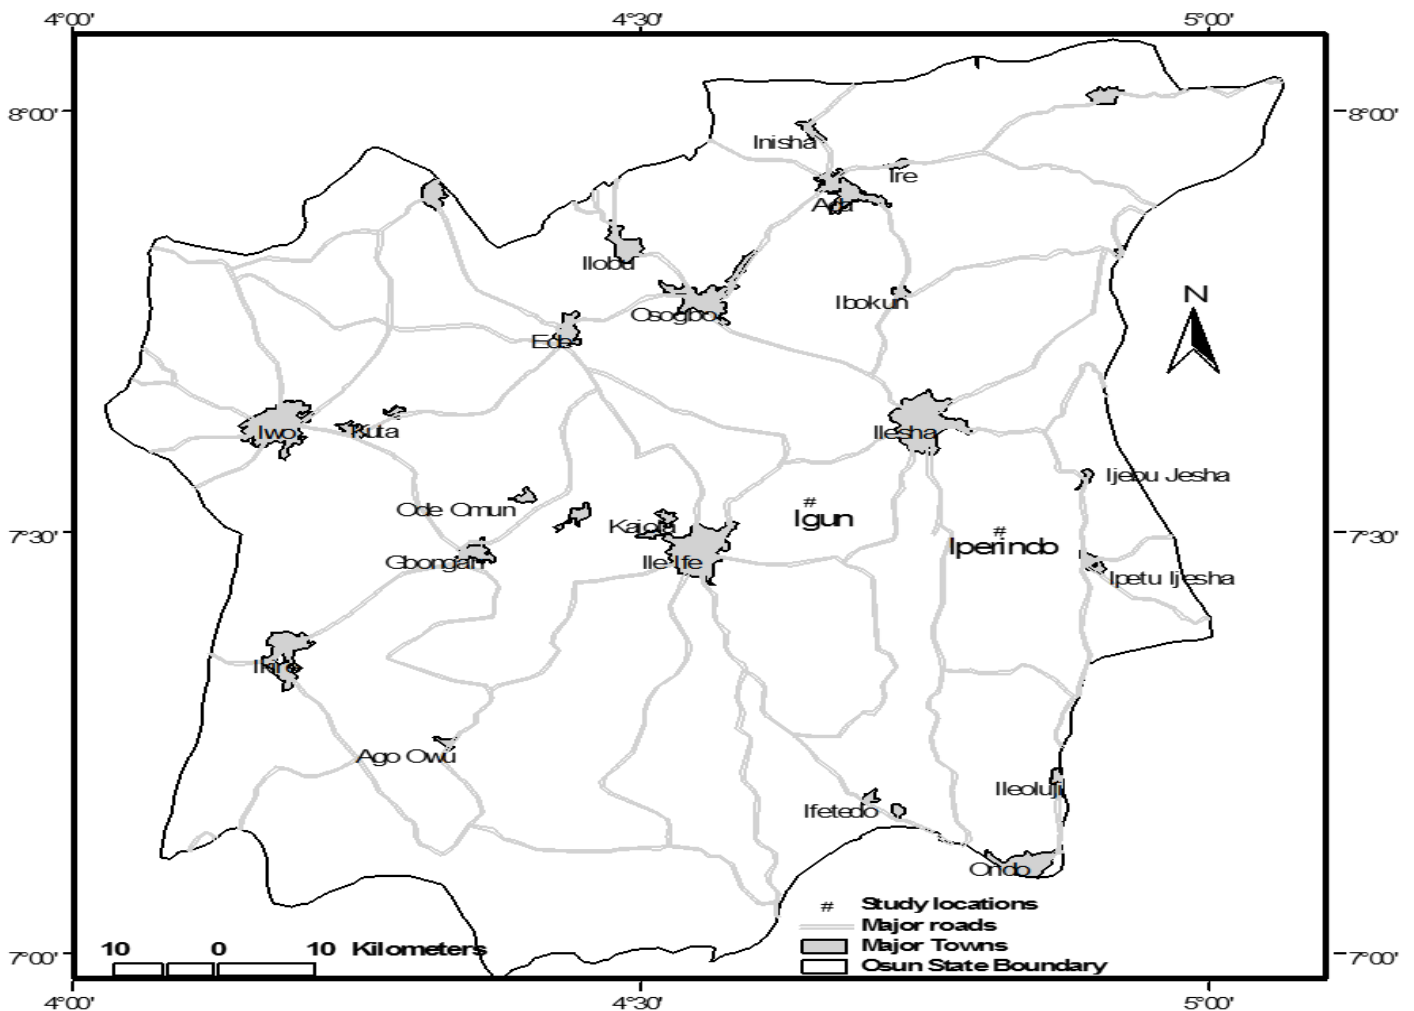 4°00' 4°30' 5°00'
8°00' 8°00'
Inisha
Ire
Ilobu
N
Ibokun
Osogbo
Ede
Iwo Kuta Ilesha
Ijebu Jesha
Ode Omun Igun
7°30' 7°30'
Iperindo
Gbongan Ile Ife
Ipetu Ijesha
Ikire
Ago Owu
Ileoluji
Ifetedo
Ondo
# Study locations
Major roads
10 0 10 Kilometers Major Towns
7°00' Osun State Boundary 7°00'
4°00' 4°30' 5°00'